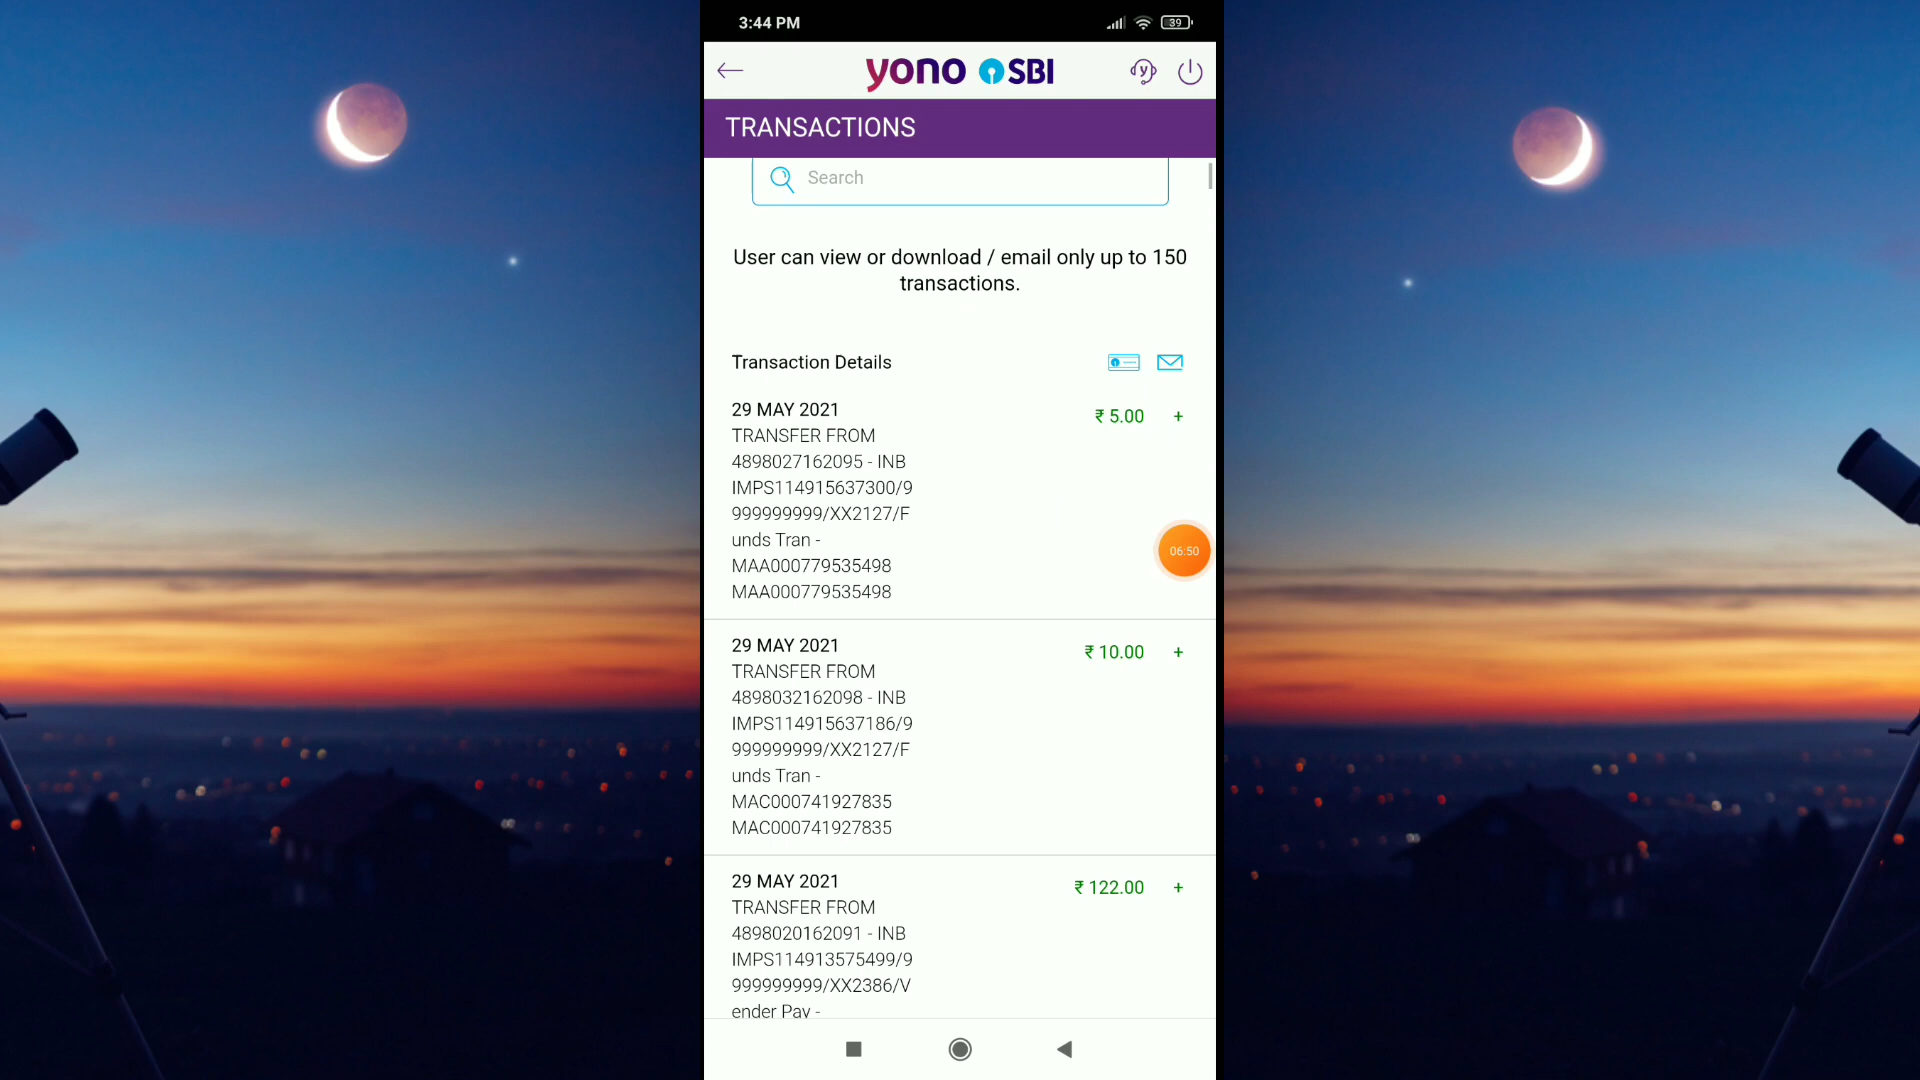 3:44 PM
39
yono SBI
y
TRANSACTIONS
Search
User can view or download / email only up to 150
transactions.
Transaction Details
29 MAY 2021
₹ 5.00 +
TRANSFER FROM
4898027162095 - INB
IMPS114915637300/9
999999999/XX2127/F
unds Tran -
MAA000779535498
MAA000779535498
06:50
29 MAY 2021
₹ 10.00 +
TRANSFER FROM
4898032162098 - INB
IMPS114915637186/9
999999999/XX2127/F
unds Tran -
MAC000741927835
MAC000741927835
29 MAY 2021
₹ 122.00 +
TRANSFER FROM
4898020162091 - INB
IMPS114913575499/9
999999999/XX2386/V
ender Pay -